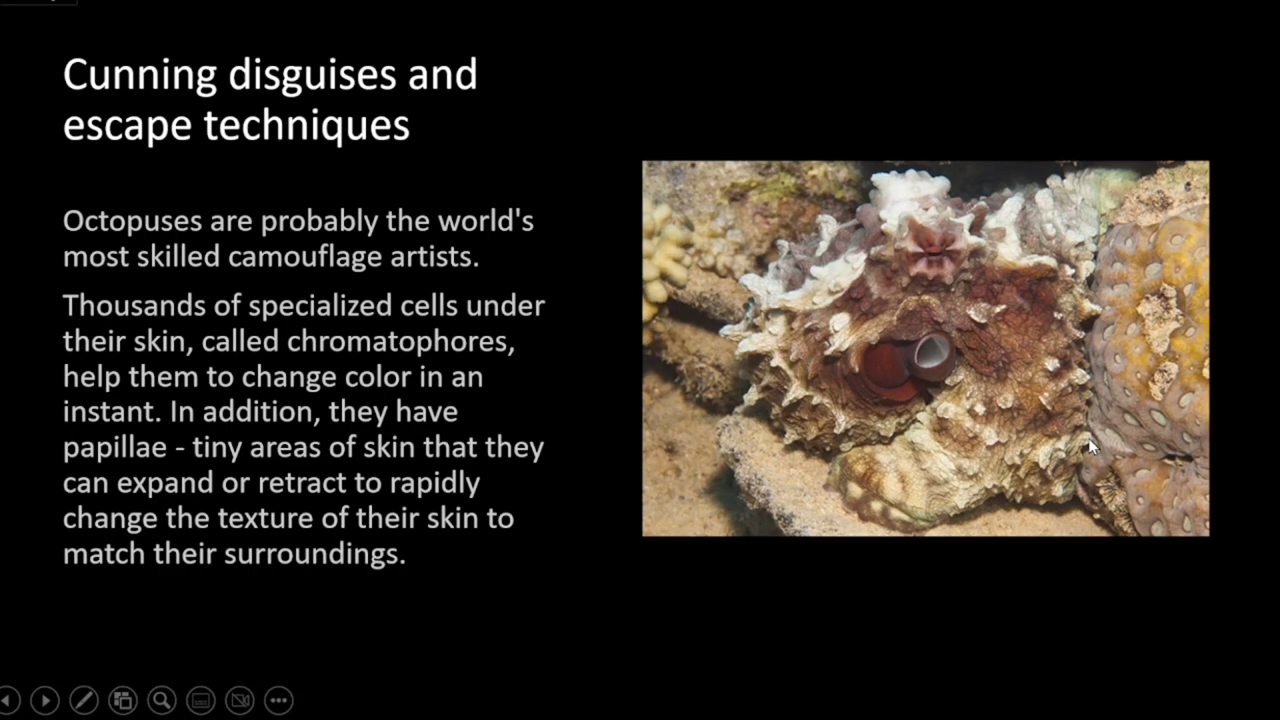 Cunning disguises and
escape techniques
Octopuses are probably the world's
most skilled camouflage artists.
Thousands of specialized cells under
their skin, called chromatophores,
help them to change color in an
instant. In addition, they have
papillae - tiny areas of skin that they
can expand or retract to rapidly
change the texture of their skin to
match their surroundings.